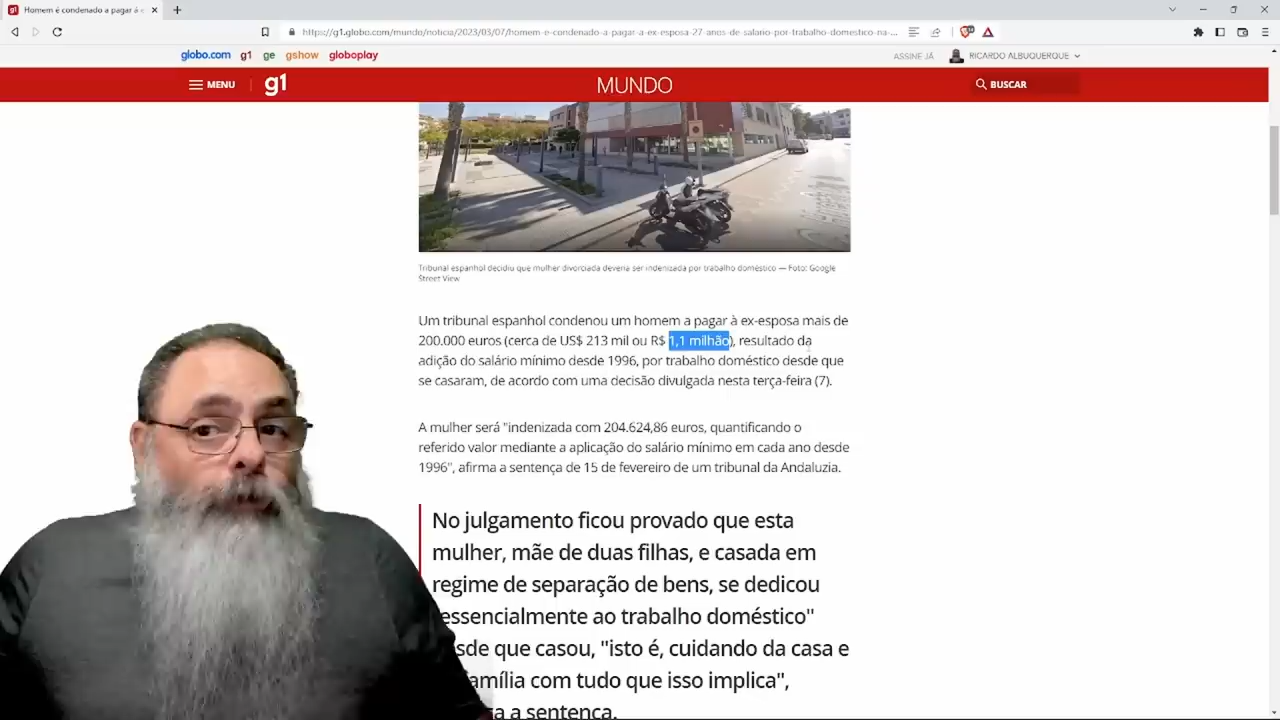 g1 Homem é condenado a pagar à e
https://g1.globo.com/mundo/noticia/2023/03/07/homem-e-condenado-a-pagar-a-ex-esposa-27-anos-de-salario-por-trabalho-domestico-na-...
globo.com g1 ge gshow globoplay
ASSINE JÁ RICARDO ALBUQUERQUE
MENU g1 MUNDO BUSCAR
Tribunal espanhol decidiu que mulher divorciada deveria ser indenizada por trabalho doméstico — Foto: Google
Street View
Um tribunal espanhol condenou um homem a pagar à ex-esposa mais de
200.000 euros (cerca de US$ 213 mil ou R$ 1,1 milhão), resultado da
adição do salário mínimo desde 1996, por trabalho doméstico desde que
se casaram, de acordo com uma decisão divulgada nesta terça-feira (7).
A mulher será "indenizada com 204.624,86 euros, quantificando o
referido valor mediante a aplicação do salário mínimo em cada ano desde
1996", afirma a sentença de 15 de fevereiro de um tribunal da Andaluzia.
No julgamento ficou provado que esta
mulher, mãe de duas filhas, e casada em
regime de separação de bens, se dedicou
essencialmente ao trabalho doméstico"
sde que casou, "isto é, cuidando da casa e
amília com tudo que isso implica",
a sentença.